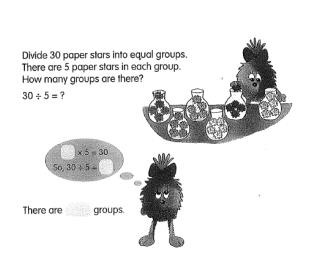 Divide 30 paper stars into equal groups.
There are 5 paper stars in each group.
How many groups are there?
30 ÷ 5 = ?
x 5 = 30
So, 30 ÷ 5 =
There are groups.